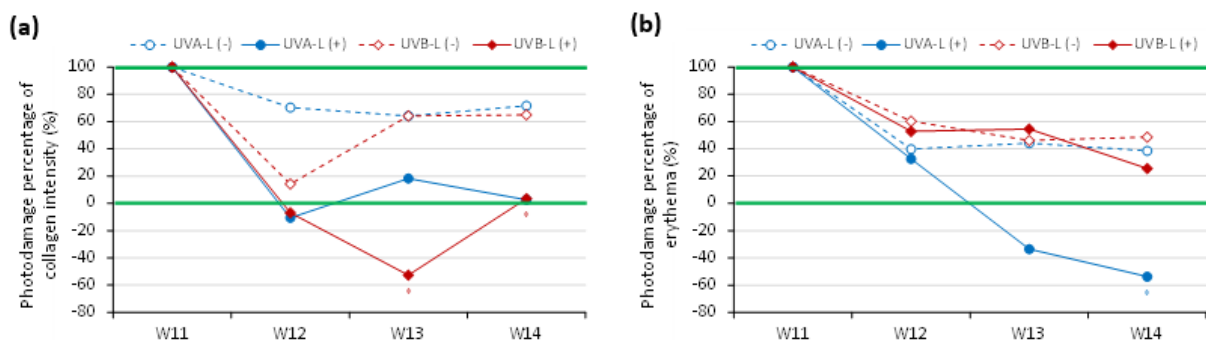 (a)
UVA-L (-) UVA-L (+) UVB-L (-) UVB-L (+)
Photodamage percentage of
collagen intensity (%)
100
80
60
40
20
0
-20
-40
-60
-80
W11 W12 W13 W14
(b)
UVA-L (-) UVA-L (+) UVB-L (-) UVB-L (+)
Photodamage percentage of
erythema (%)
100
80
60
40
20
0
-20
-40
-60
-80
W11 W12 W13 W14